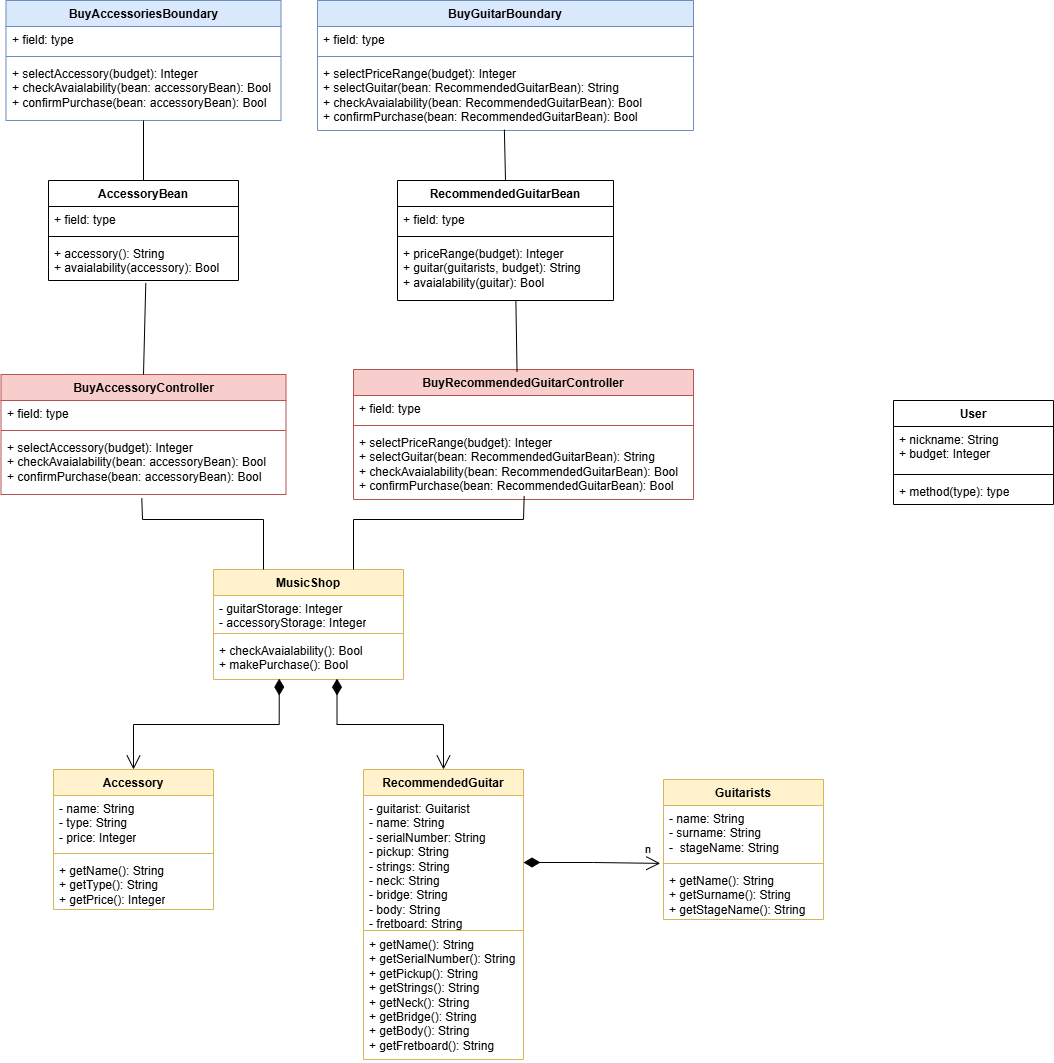 BuyAccessoriesBoundary
+ field: type
+ selectAccessory(budget): Integer
+ checkAvaialability(bean: accessoryBean): Bool
+ confirmPurchase(bean: accessoryBean): Bool
BuyGuitarBoundary
+ field: type
+ selectPriceRange(budget): Integer
+ selectGuitar(bean: RecommendedGuitarBean): String
+ checkAvaialability(bean: RecommendedGuitarBean): Bool
+ confirmPurchase(bean: RecommendedGuitarBean): Bool
AccessoryBean
+ field: type
+ accessory(): String
+ avaialability(accessory): Bool
RecommendedGuitarBean
+ field: type
+ priceRange(budget): Integer
+ guitar(guitarists, budget): String
+ avaialability(guitar): Bool
BuyAccessoryController
+ field: type
+ selectAccessory(budget): Integer
+ checkAvaialability(bean: accessoryBean): Bool
+ confirmPurchase(bean: accessoryBean): Bool
BuyRecommendedGuitarController
+ field: type
+ selectPriceRange(budget): Integer
+ selectGuitar(bean: RecommendedGuitarBean): String
+ checkAvaialability(bean: RecommendedGuitarBean): Bool
+ confirmPurchase(bean: RecommendedGuitarBean): Bool
User
+ nickname: String
+ budget: Integer
+ method(type): type
MusicShop
- guitarStorage: Integer
- accessoryStorage: Integer
+ checkAvaialability(): Bool
+ makePurchase(): Bool
Accessory
- name: String
- type: String
- price: Integer
+ getName(): String
+ getType(): String
+ getPrice(): Integer
RecommendedGuitar
- guitarist: Guitarist
- name: String
- serialNumber: String
- pickup: String
- strings: String
- neck: String
- bridge: String
- body: String
- fretboard: String
+ getName(): String
+ getSerialNumber(): String
+ getPickup(): String
+ getStrings(): String
+ getNeck(): String
+ getBridge(): String
+ getBody(): String
+ getFretboard(): String
n
Guitarists
- name: String
- surname: String
- stageName: String
+ getName(): String
+ getSurname(): String
+ getStageName(): String